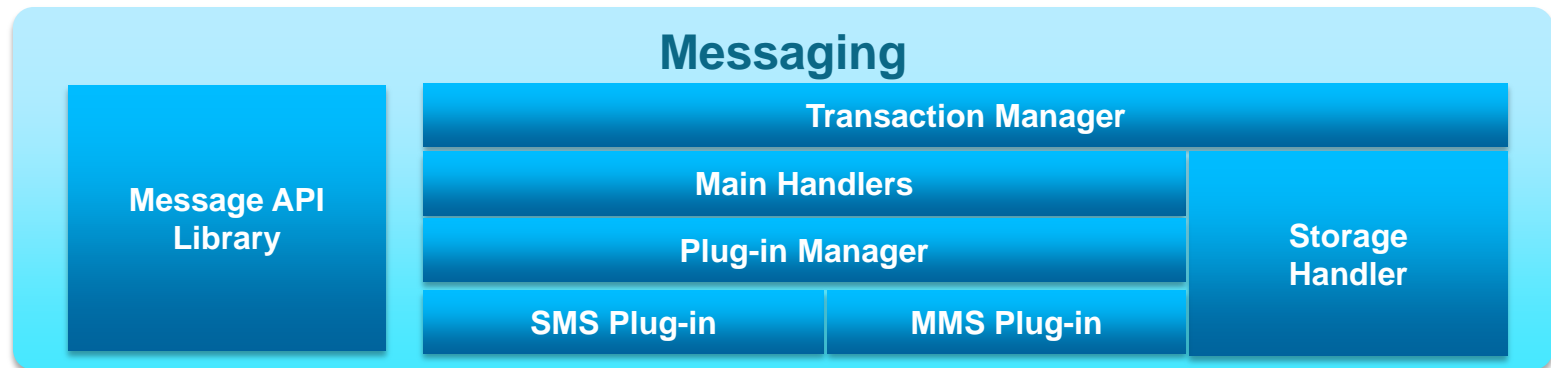 Messaging
Message API
Library
Transaction Manager
Main Handlers
Plug-in Manager
SMS Plug-in
MMS Plug-in
Storage
Handler